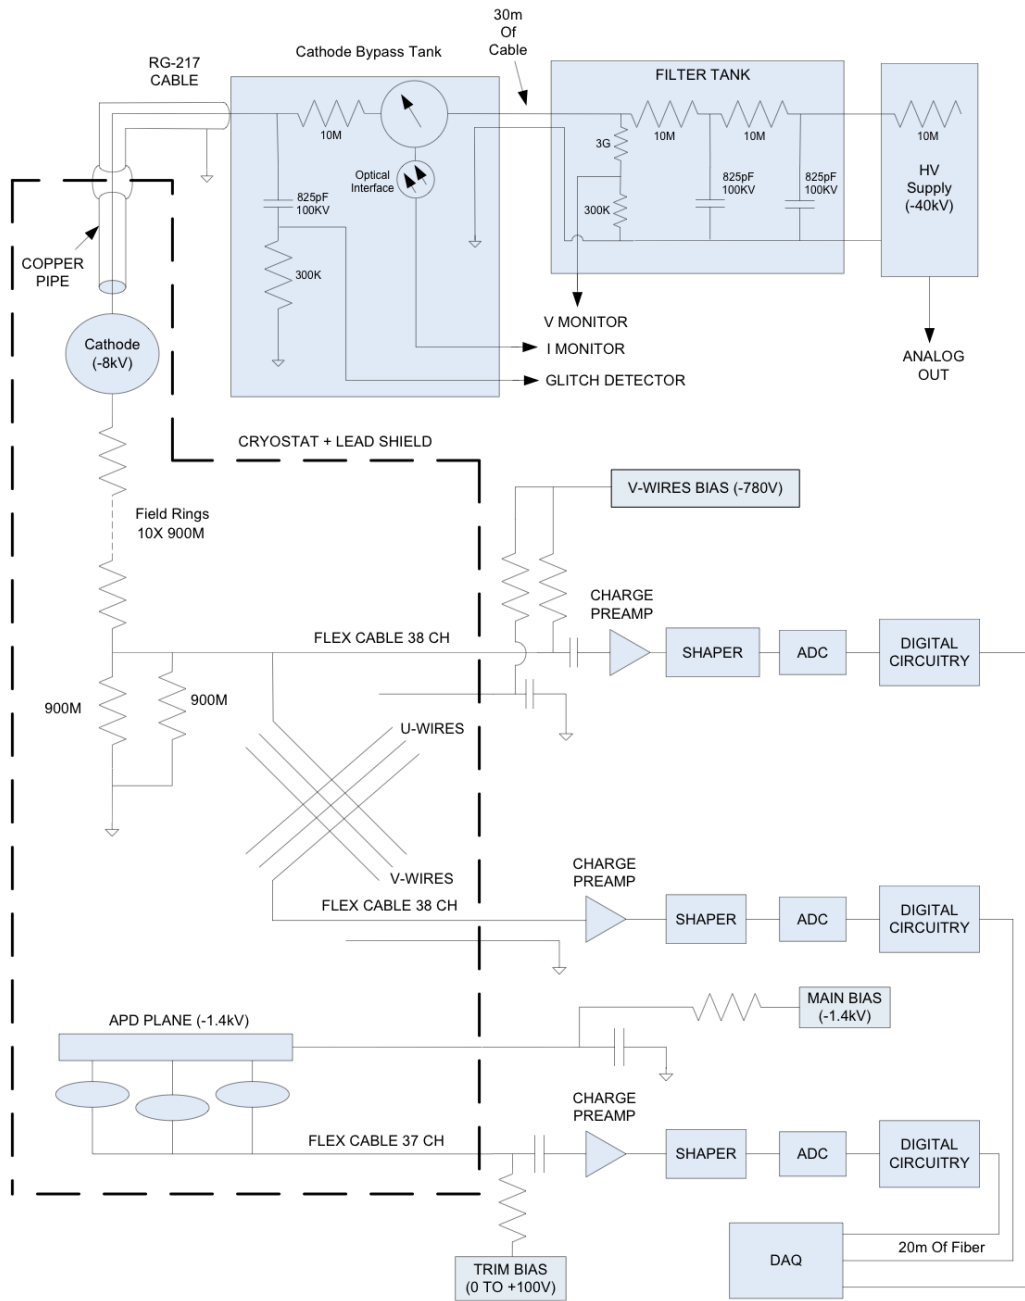 30m
Of
Cable
Cathode Bypass Tank
RG-217
CABLE
FILTER TANK
10M
10M
10M
10M
3G
HV
Supply
(-40kV)
Optical
Interface
825pF
100KV
825pF
100KV
825pF
100KV
300K
300K
COPPER
PIPE
V MONITOR
I MONITOR
GLITCH DETECTOR
ANALOG
OUT
Cathode
(-8kV)
CRYOSTAT + LEAD SHIELD
V-WIRES BIAS (-780V)
Field Rings
10X 900M
CHARGE
PREAMP
FLEX CABLE 38 CH
SHAPER
ADC
DIGITAL
CIRCUITRY
900M
900M
U-WIRES
V-WIRES
CHARGE
PREAMP
FLEX CABLE 38 CH
SHAPER
ADC
DIGITAL
CIRCUITRY
MAIN BIAS
(-1.4kV)
APD PLANE (-1.4kV)
CHARGE
PREAMP
FLEX CABLE 37 CH
SHAPER
ADC
DIGITAL
CIRCUITRY
TRIM BIAS
(0 TO +100V)
DAQ
20m Of Fiber